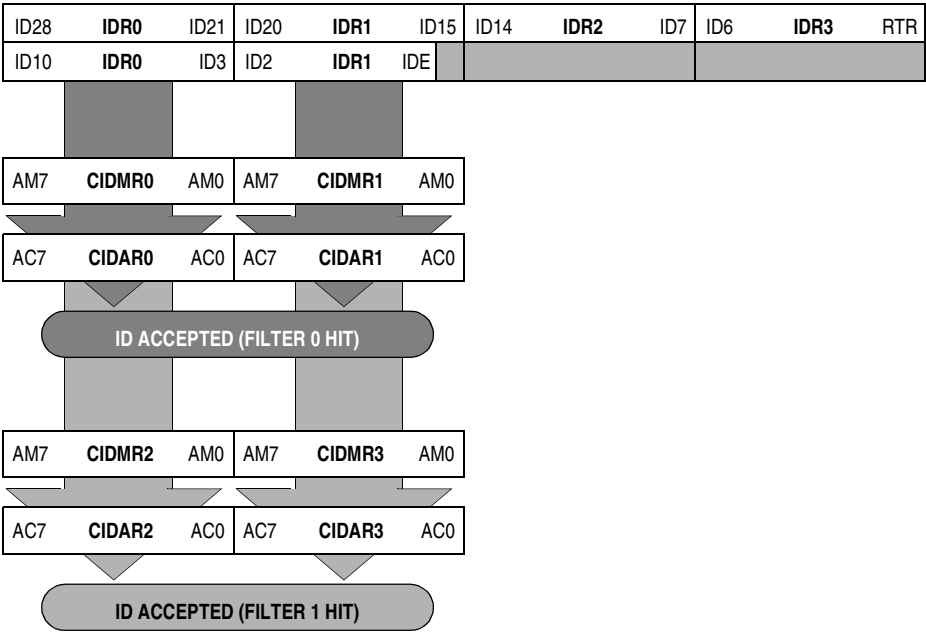 ID28 IDR0 ID21 ID20 IDR1 ID15 ID14 IDR2 ID7 ID6 IDR3 RTR
ID10 IDR0 ID3 ID2 IDR1 IDE
AM7 CIDMR0 AM0 AM7 CIDMR1 AM0
AC7 CIDAR0 AC0 AC7 CIDAR1 AC0
ID ACCEPTED (FILTER 0 HIT)
AM7 CIDMR2 AM0 AM7 CIDMR3 AM0
AC7 CIDAR2 AC0 AC7 CIDAR3 AC0
ID ACCEPTED (FILTER 1 HIT)